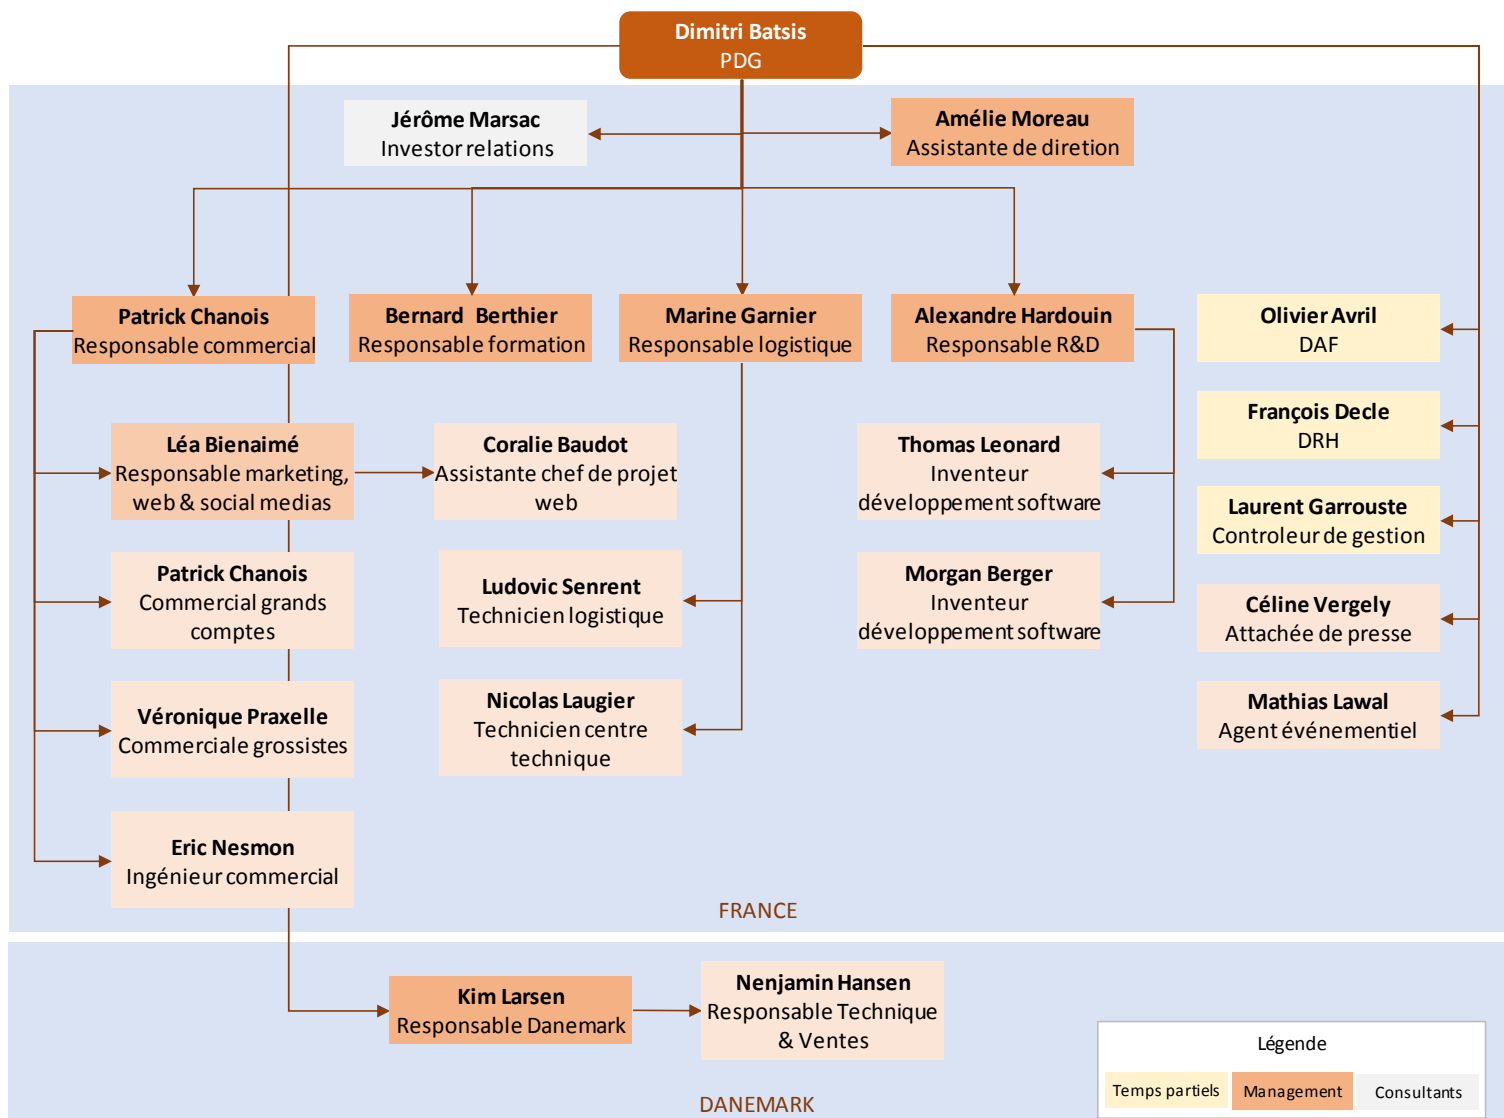 Dimitri Batsis
PDG
Jérôme Marsac
Investor relations
Amélie Moreau
Assistante de diretion
Patrick Chanois
Responsable commercial
Bernard Berthier
Responsable formation
Marine Garnier
Responsable logistique
Alexandre Hardouin
Responsable R&D
Olivier Avril
DAF
François Decle
DRH
Laurent Garrouste
Controleur de gestion
Céline Vergely
Attachée de presse
Mathias Lawal
Agent événementiel
Léa Bienaimé
Responsable marketing,
web & social medias
Coralie Baudot
Assistante chef de projet
web
Thomas Leonard
Inventeur
développement software
Patrick Chanois
Commercial grands
comptes
Ludovic Senrent
Technicien logistique
Morgan Berger
Inventeur
développement software
Véronique Praxelle
Commerciale grossistes
Nicolas Laugier
Technicien centre
technique
Eric Nesmon
Ingénieur commercial
FRANCE
Kim Larsen
Responsable Danemark
Nenjamin Hansen
Responsable Technique
& Ventes
DANEMARK
Légende
Temps partiels
Management
Consultants